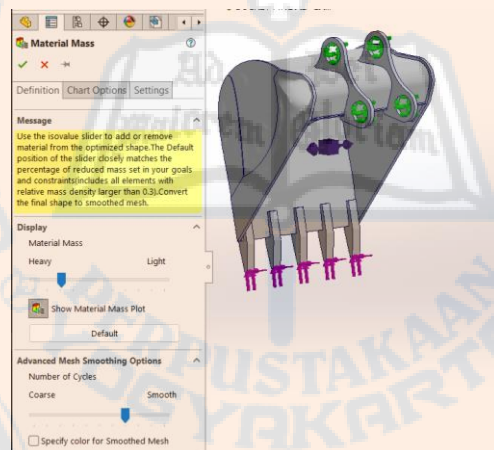 Material Mass
Definition Chart Options Settings
Message
Use the isovalue slider to add or remove
material from the optimized shape.The Default
position of the slider closely matches the
percentage of reduced mass set in your goals
and constraints(includes all elements with
relative mass density larger than 0.3).Convert
the final shape to smoothed mesh.
Display
Material Mass
Heavy Light
Show Material Mass Plot
Default
Advanced Mesh Smoothing Options
Number of Cycles
Coarse Smooth
Specify color for Smoothed Mesh
PERPUSTAKAAN